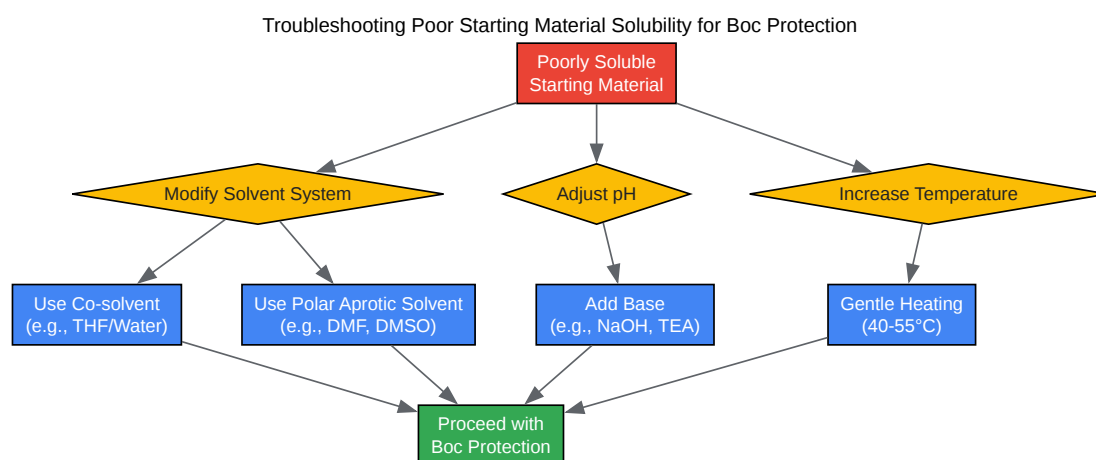 Troubleshooting Poor Starting Material Solubility for Boc Protection
Poorly Soluble
Starting Material
Modify Solvent System
Adjust pH
Increase Temperature
Use Co-solvent
(e.g., THF/Water)
Use Polar Aprotic Solvent
(e.g., DMF, DMSO)
Add Base
(e.g., NaOH, TEA)
Gentle Heating
(40-55°C)
Proceed with
Boc Protection